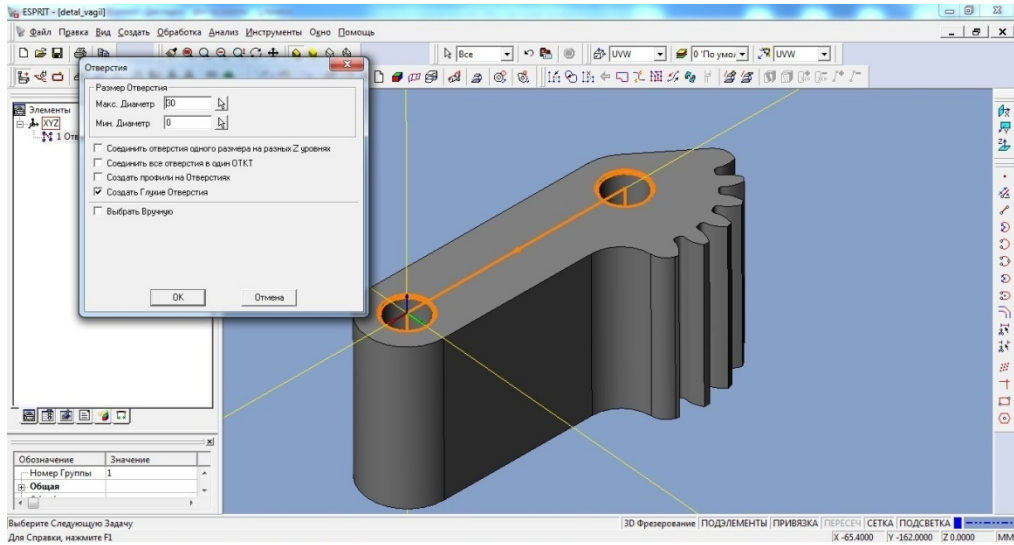 ESPRIT - [detal_vagil]
Файл Правка Вид Создать Обработка Анализ Инструменты Окно Помощь
Все UVW 0 'По умол UVW
Отверстия
Размер Отверстия
Макс. Диаметр 30
Мин. Диаметр 0
Соединить отверстия одного размера на разных Z уровнях
Соединить все отверстия в один ОТКТ
Создать профили на Отверстиях
Создать Глухие Отверстия
Выбрать Вручную
OK Отмена
Элементы
XYZ
1 Отв
Обозначение Значение
Номер Группы 1
Общая
Выберите Следующую Задачу
3D Фрезерование ПОДЭЛЕМЕНТЫ ПРИВЯЗКА ПЕРЕСЕЧ СЕТКА ПОДСВЕТКА
Для Справки, нажмите F1
X -65.4000 Y -162.0000 Z 0.0000 MM